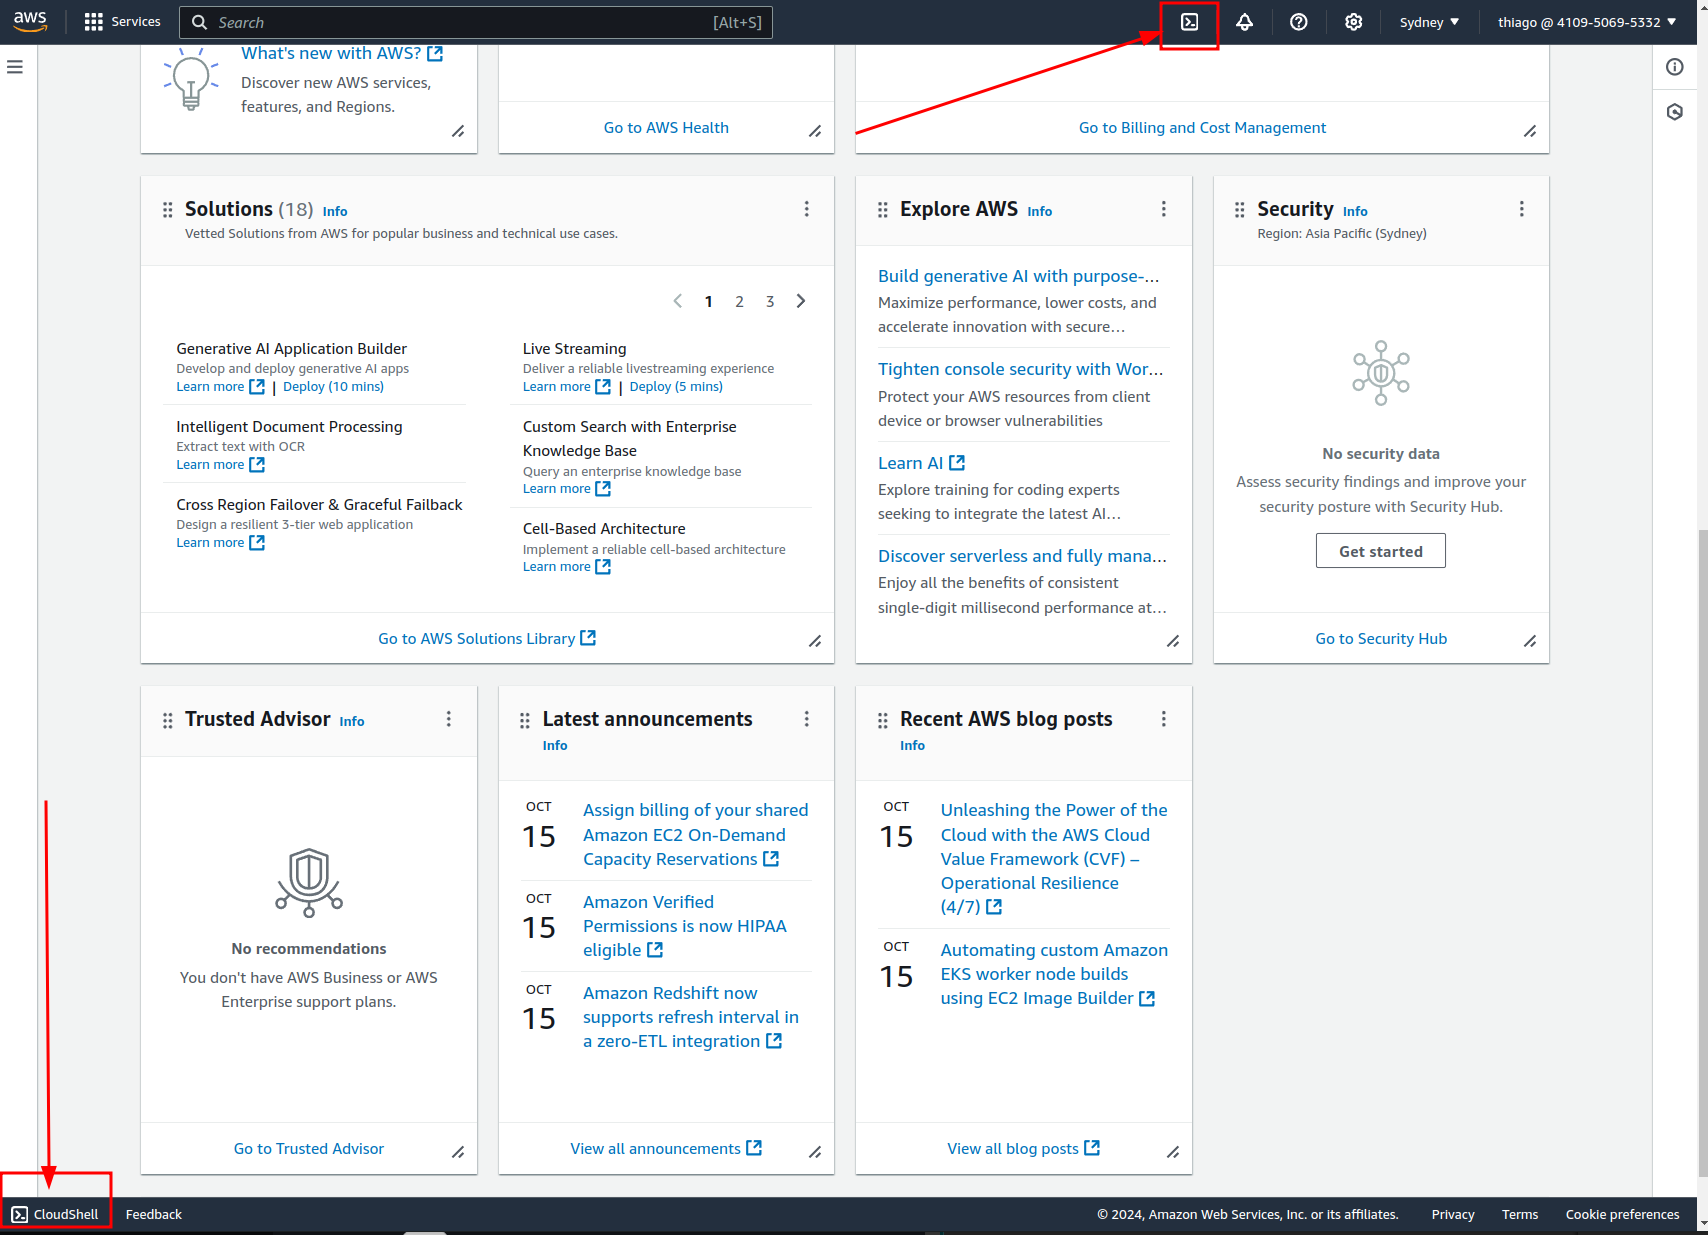 aws
Services
Search
[Alt+S]
Sydney
thiago @ 4109-5069-5332
What's new with AWS?
Discover new AWS services,
features, and Regions.
Go to AWS Health
Go to Billing and Cost Management
Solutions (18) Info
Vetted Solutions from AWS for popular business and technical use cases.
1 2 3
Generative AI Application Builder
Develop and deploy generative AI apps
Learn more | Deploy (10 mins)
Intelligent Document Processing
Extract text with OCR
Learn more
Cross Region Failover & Graceful Failback
Design a resilient 3-tier web application
Learn more
Live Streaming
Deliver a reliable livestreaming experience
Learn more | Deploy (5 mins)
Custom Search with Enterprise
Knowledge Base
Query an enterprise knowledge base
Learn more
Cell-Based Architecture
Implement a reliable cell-based architecture
Learn more
Go to AWS Solutions Library
Explore AWS Info
Build generative AI with purpose-...
Maximize performance, lower costs, and
accelerate innovation with secure...
Tighten console security with Wor...
Protect your AWS resources from client
device or browser vulnerabilities
Learn AI
Explore training for coding experts
seeking to integrate the latest AI...
Discover serverless and fully mana...
Enjoy all the benefits of consistent
single-digit millisecond performance at...
Security Info
Region: Asia Pacific (Sydney)
No security data
Assess security findings and improve your
security posture with Security Hub.
Get started
Go to Security Hub
Trusted Advisor Info
No recommendations
You don't have AWS Business or AWS
Enterprise support plans.
Go to Trusted Advisor
Latest announcements
Info
OCT
15
Assign billing of your shared
Amazon EC2 On-Demand
Capacity Reservations
OCT
15
Amazon Verified
Permissions is now HIPAA
eligible
OCT
15
Amazon Redshift now
supports refresh interval in
a zero-ETL integration
View all announcements
Recent AWS blog posts
Info
OCT
15
Unleashing the Power of the
Cloud with the AWS Cloud
Value Framework (CVF) –
Operational Resilience
(4/7)
OCT
15
Automating custom Amazon
EKS worker node builds
using EC2 Image Builder
View all blog posts
CloudShell
Feedback
© 2024, Amazon Web Services, Inc. or its affiliates.
Privacy
Terms
Cookie preferences